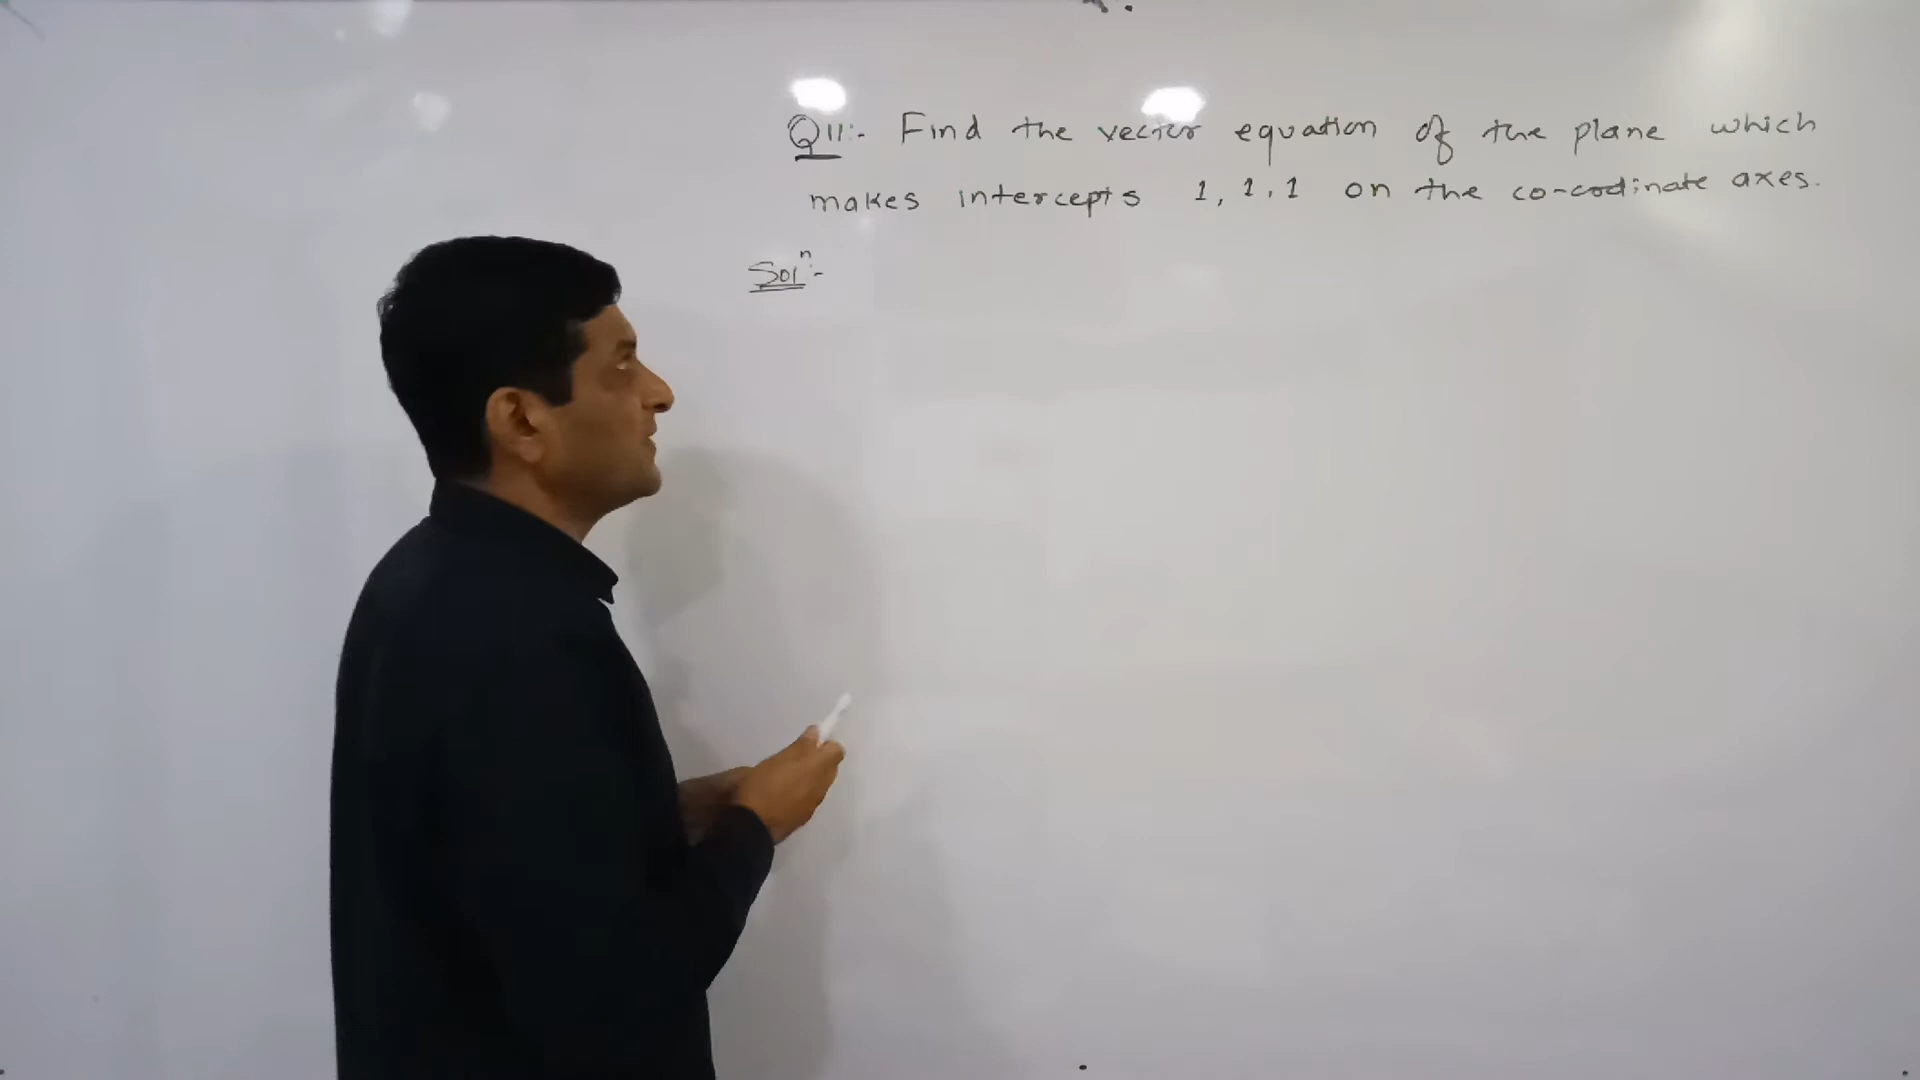 Q11:- Find the vector equation of the plane which
makes intercepts 1, 1, 1 on the co-codinate axes.
Solⁿ:-